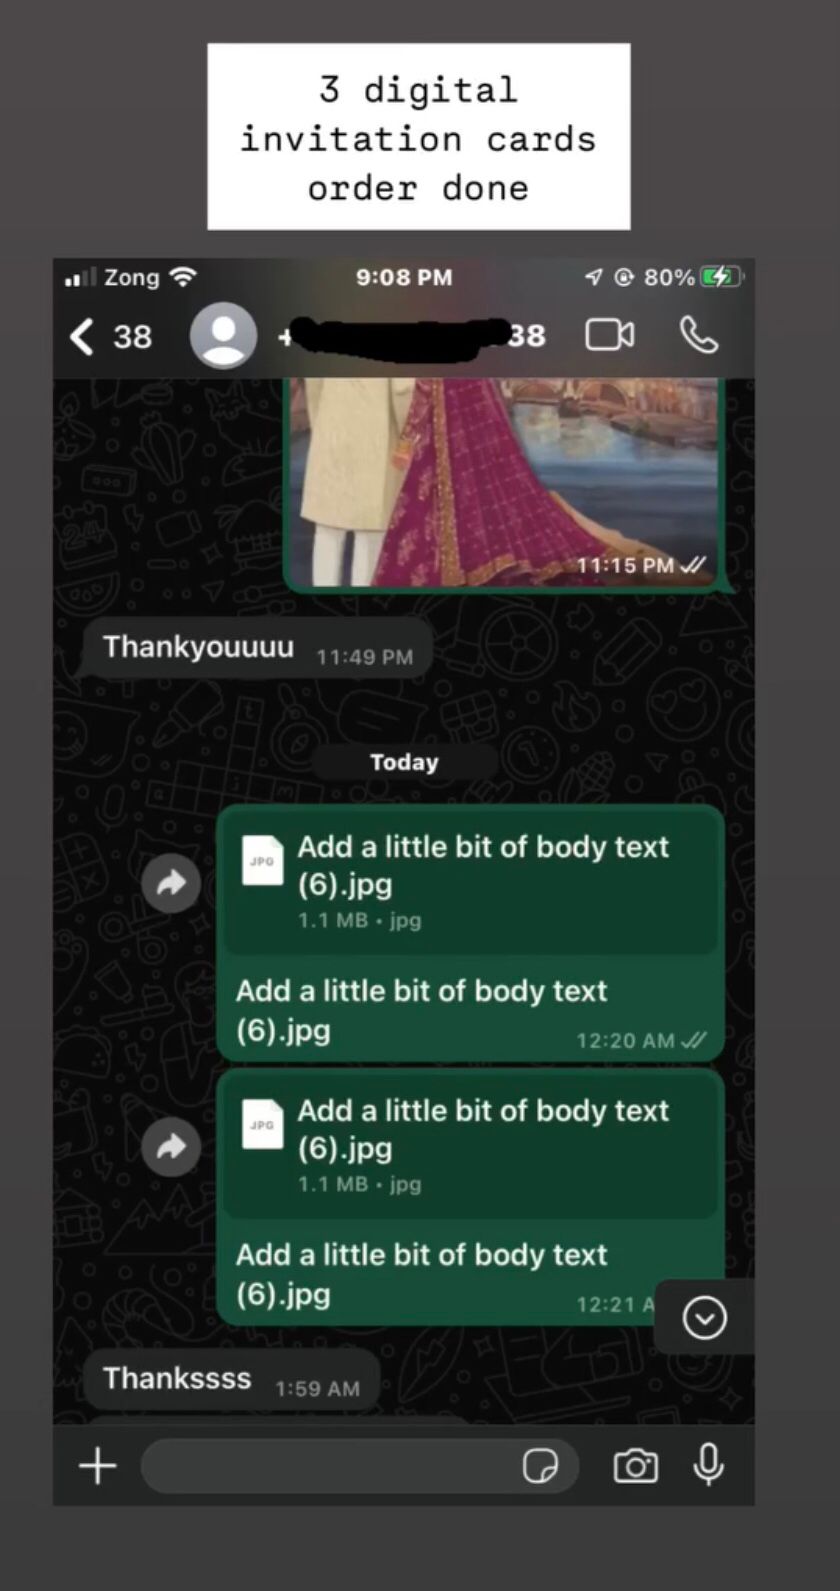 3 digital
invitation cards
order done
Zong
9:08 PM
80%
38
+
38
11:15 PM
Thankyouuuu 11:49 PM
Today
JPG
Add a little bit of body text
(6).jpg
1.1 MB • jpg
Add a little bit of body text
(6).jpg
12:20 AM
JPG
Add a little bit of body text
(6).jpg
1.1 MB • jpg
Add a little bit of body text
(6).jpg
12:21 A
Thankssss 1:59 AM